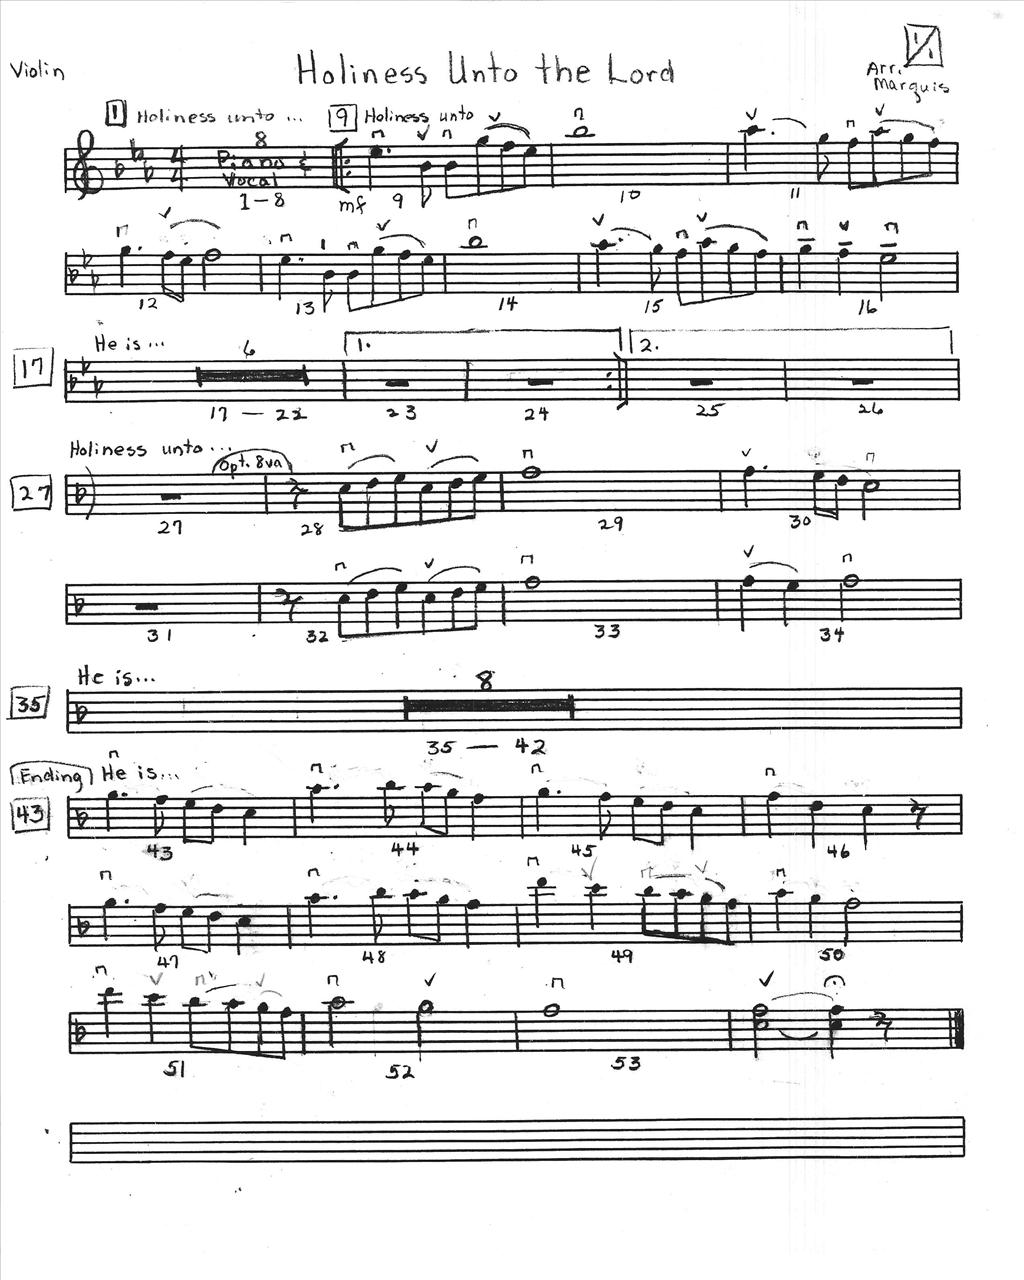 Violin
Holiness Unto the Lord
1/1
Arr. Marquis
1 Holiness unto ... 9 Holiness unto
8
Piano &
Vocal
1-8 mf 9 10 11
12 13 14 15 16
He is ... 6 1. 2.
17
17 — 22 23 24 25 26
Holiness unto ... Opt. 8va
27
27 28 29 30
31 32 33 34
He is... 8
35
35 — 42
Ending He is...
43
43 44 45 46
47 48 49 50
51 52 53